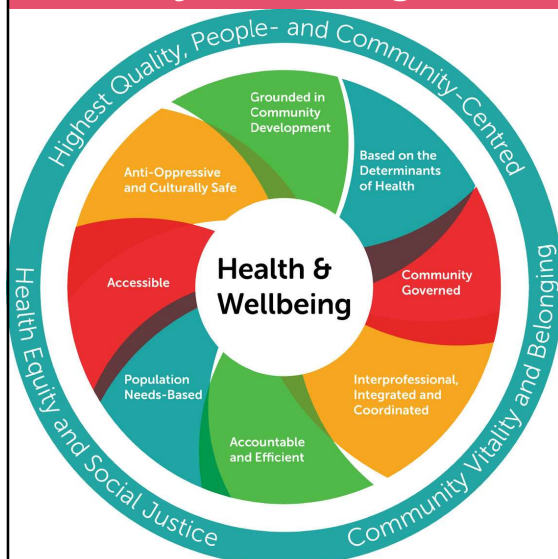 Highest Quality, People- and Community-Centred
Grounded in
Community
Development
Based on the
Determinants
of Health
Anti-Oppressive
and Culturally Safe
Accessible
Health &
Wellbeing
Community
Governed
Population
Needs-Based
Accountable
and Efficient
Interprofessional,
Integrated and
Coordinated
Health Equity and Social Justice
Community Vitality and Belonging